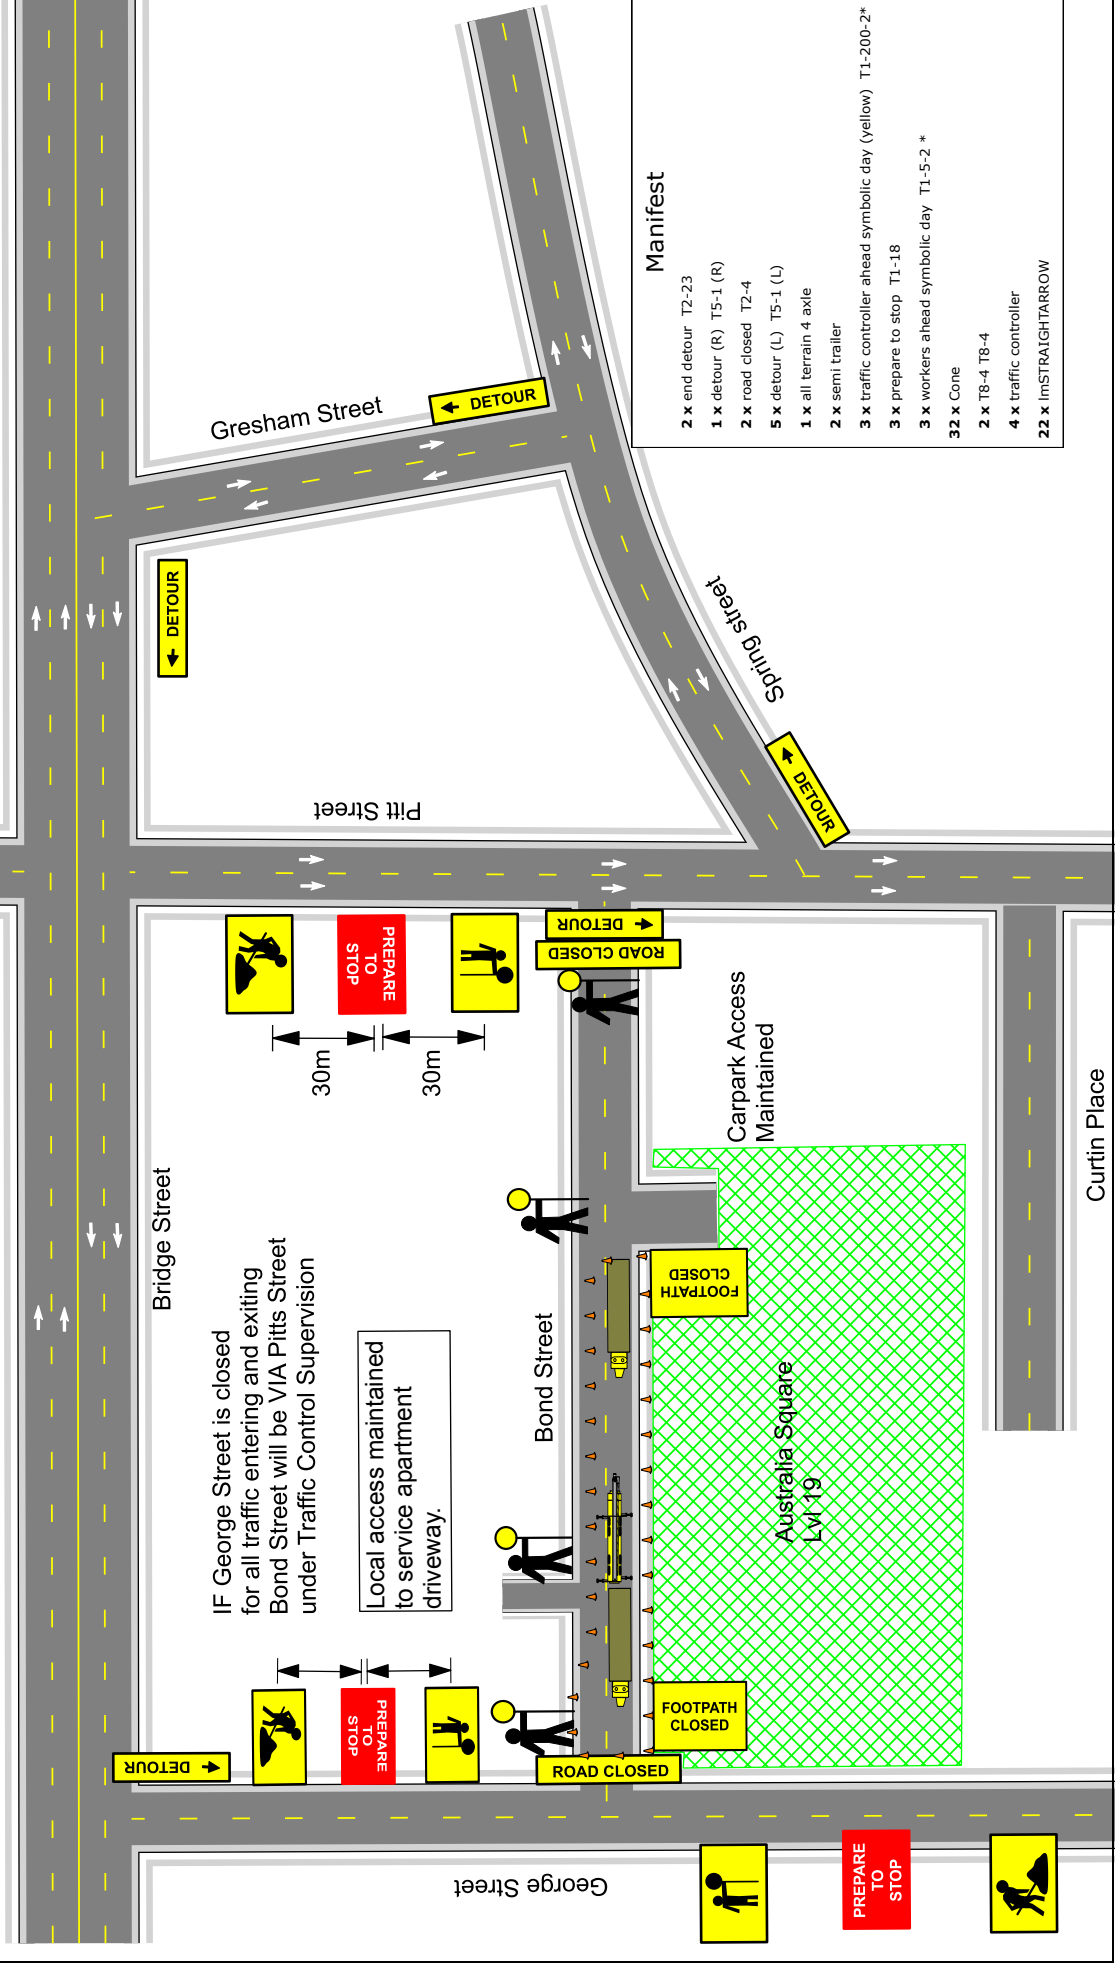 Bridge Street
IF George Street is closed
for all traffic entering and exiting
Bond Street will be VIA Pitts Street
under Traffic Control Supervision
Local access maintained
to service apartment
driveway.
DETOUR
PREPARE
TO
STOP
30m
30m
PREPARE
TO
STOP
DETOUR
ROAD CLOSED
DETOUR
Pitt Street
Gresham Street
DETOUR
DETOUR
Spring street
DETOUR
Bond Street
Carpark Access
Maintained
ROAD CLOSED
FOOTPATH
CLOSED
FOOTPATH
CLOSED
Australia Square
Lvl 19
Curtin Place
George Street
PREPARE
TO
STOP
Manifest
2 x end detour T2-23
1 x detour (R) T5-1 (R)
2 x road closed T2-4
5 x detour (L) T5-1 (L)
1 x all terrain 4 axle
2 x semi trailer
3 x traffic controller ahead symbolic day (yellow) T1-200-2*
3 x prepare to stop T1-18
3 x workers ahead symbolic day T1-5-2 *
32 x Cone
2 x T8-4 T8-4
4 x traffic controller
22 x ImSTRAIGHTARROW